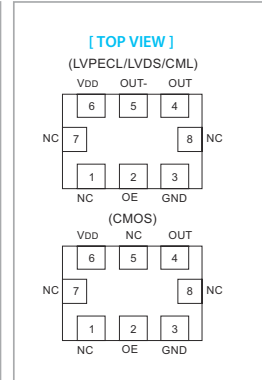 [ TOP VIEW ]
(LVPECL/LVDS/CML)
VDD OUT- OUT
6 5 4
NC 7 8 NC
1 2 3
NC OE GND
(CMOS)
VDD NC OUT
6 5 4
NC 7 8 NC
1 2 3
NC OE GND